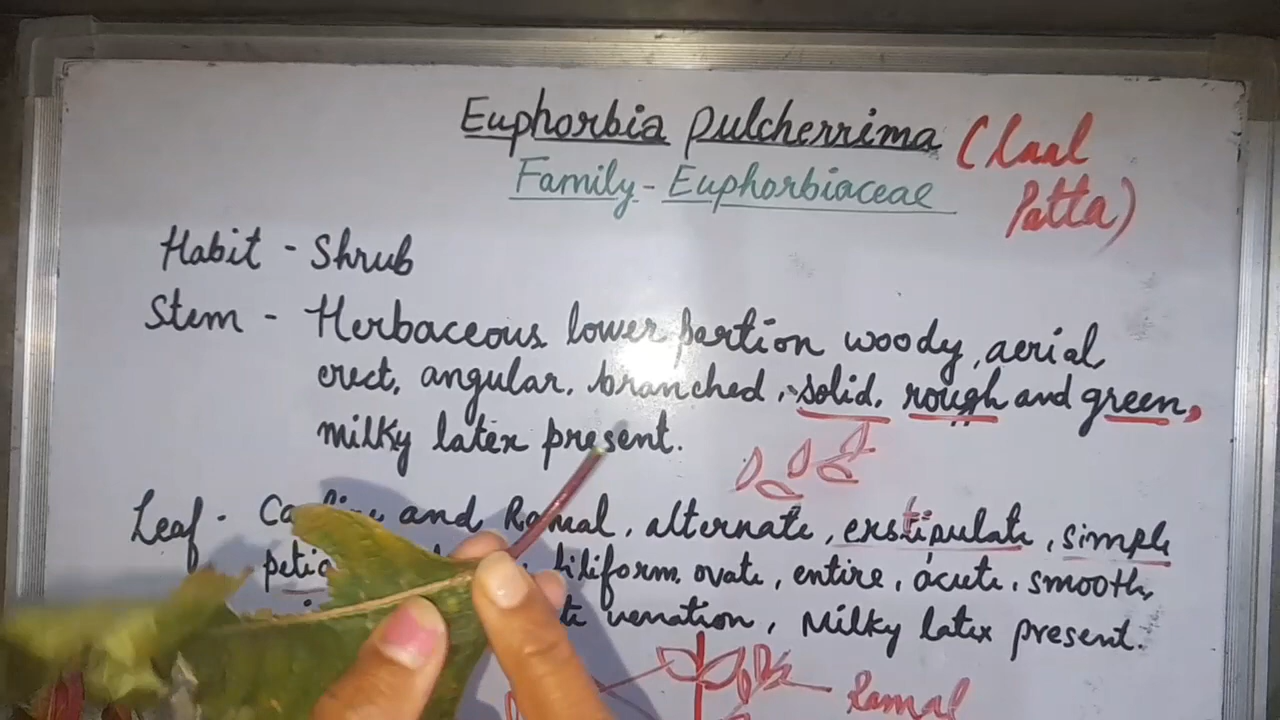 Euphorbia pulcherrima (Laal
Patta)
Family - Euphorbiaceae
Habit - Shrub
Stem - Herbaceous lower portion woody, aerial,
erect, angular, branched, solid, rough and green,
milky latex present.
Leaf - and Ramal, alternate, exstipulate, simple
filiform, ovate, entire, acute, smooth,
venation, Milky latex present.
Ramal